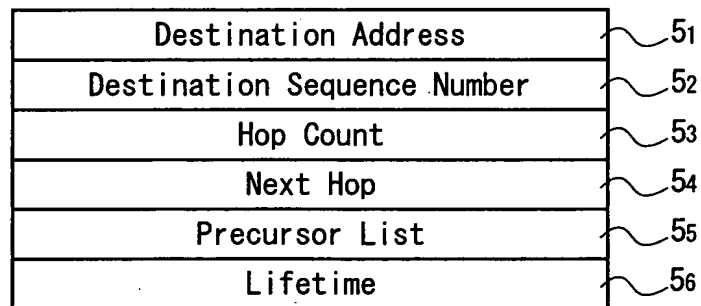 Destination Address 51
Destination Sequence Number 52
Hop Count 53
Next Hop 54
Precursor List 55
Lifetime 56